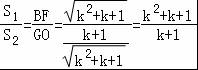 S₁/S₂ = BF/GO = √(k²+k+1) / ((k+1)/√(k²+k+1)) = (k²+k+1)/(k+1)